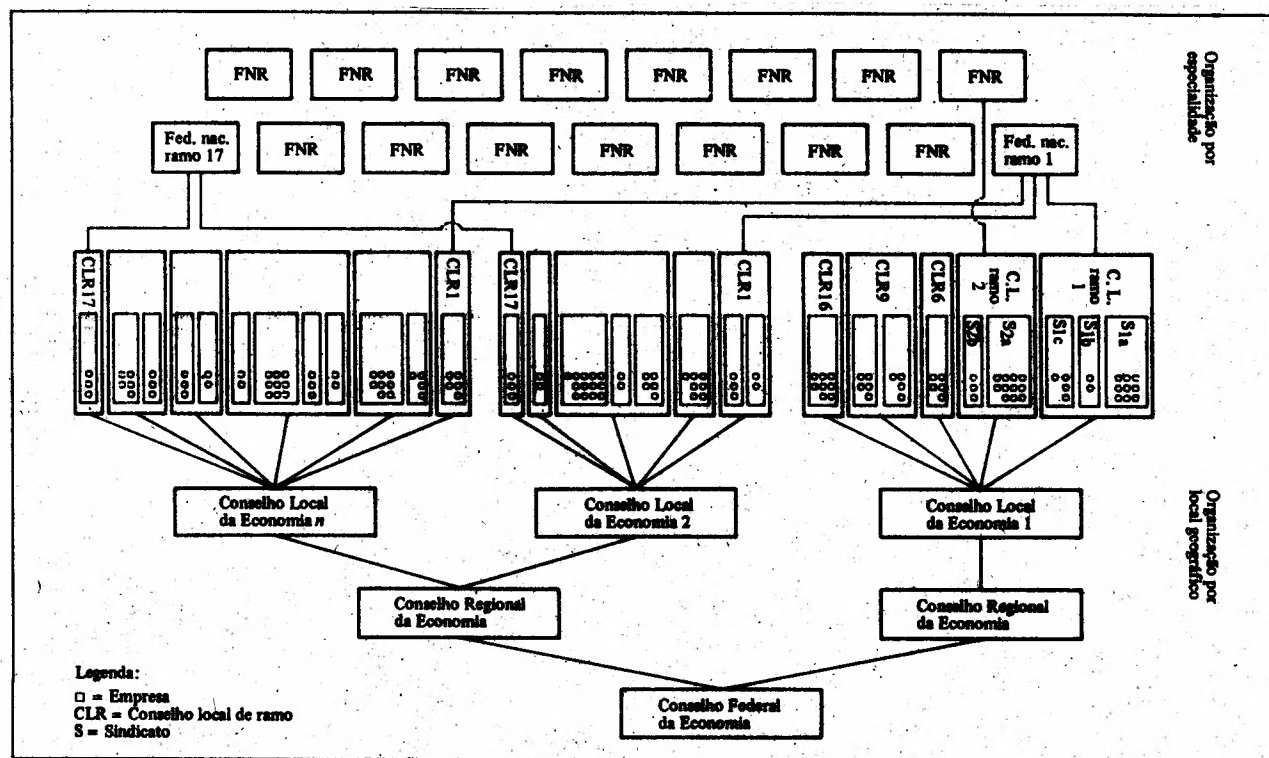 FNR FNR FNR FNR FNR FNR FNR FNR
Organização por
especialidade
Fed. nac.
ramo 17
FNR FNR FNR FNR FNR FNR FNR
Fed. nac.
ramo 1
CLR17
CLR1
CLR17
CLR1
CLR16
CLR9
CLR6
C.L.
ramo
2
S2b
S2a
C.L.
ramo
1
S1c
S1b
S1a
Conselho Local
da Economia n
Conselho Local
da Economia 2
Conselho Local
da Economia 1
Organização por
local geográfico
Conselho Regional
da Economia
Conselho Regional
da Economia
Conselho Federal
da Economia
Legenda:
□ = Empresa
CLR = Conselho local de ramo
S = Sindicato